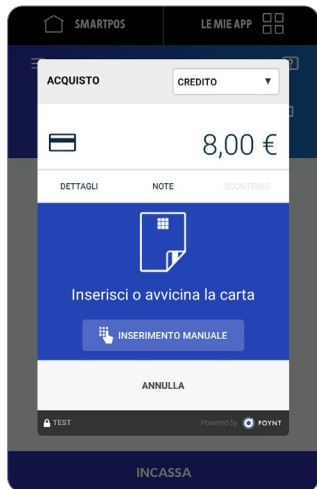 SMARTPOS LE MIE APP
ACQUISTO CREDITO
8,00 €
DETTAGLI NOTE SCONTRINO
Inserisci o avvicina la carta
INSERIMENTO MANUALE
ANNULLA
TEST Powered by POYNT
INCASSA